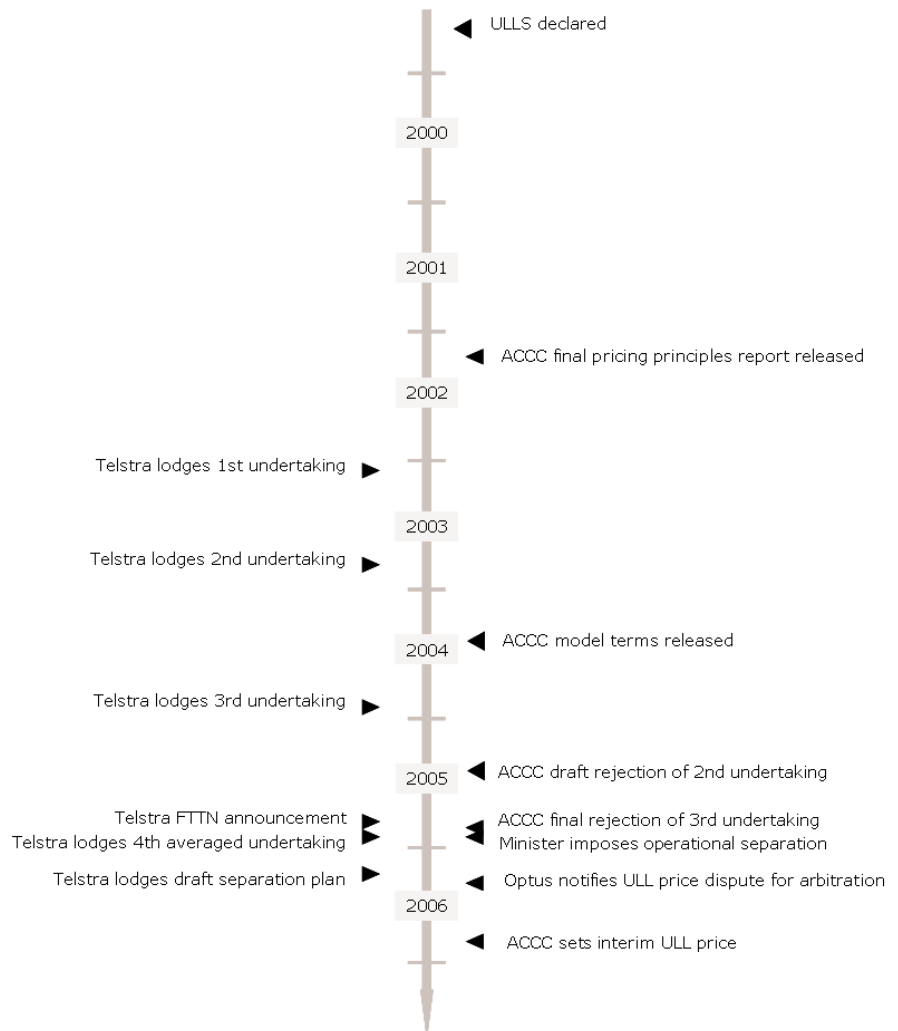 ULLS declared
2000
2001
ACCC final pricing principles report released
2002
Telstra lodges 1st undertaking
2003
Telstra lodges 2nd undertaking
ACCC model terms released
2004
Telstra lodges 3rd undertaking
ACCC draft rejection of 2nd undertaking
2005
Telstra FTTN announcement
ACCC final rejection of 3rd undertaking
Telstra lodges 4th averaged undertaking
Minister imposes operational separation
Telstra lodges draft separation plan
Optus notifies ULL price dispute for arbitration
2006
ACCC sets interim ULL price